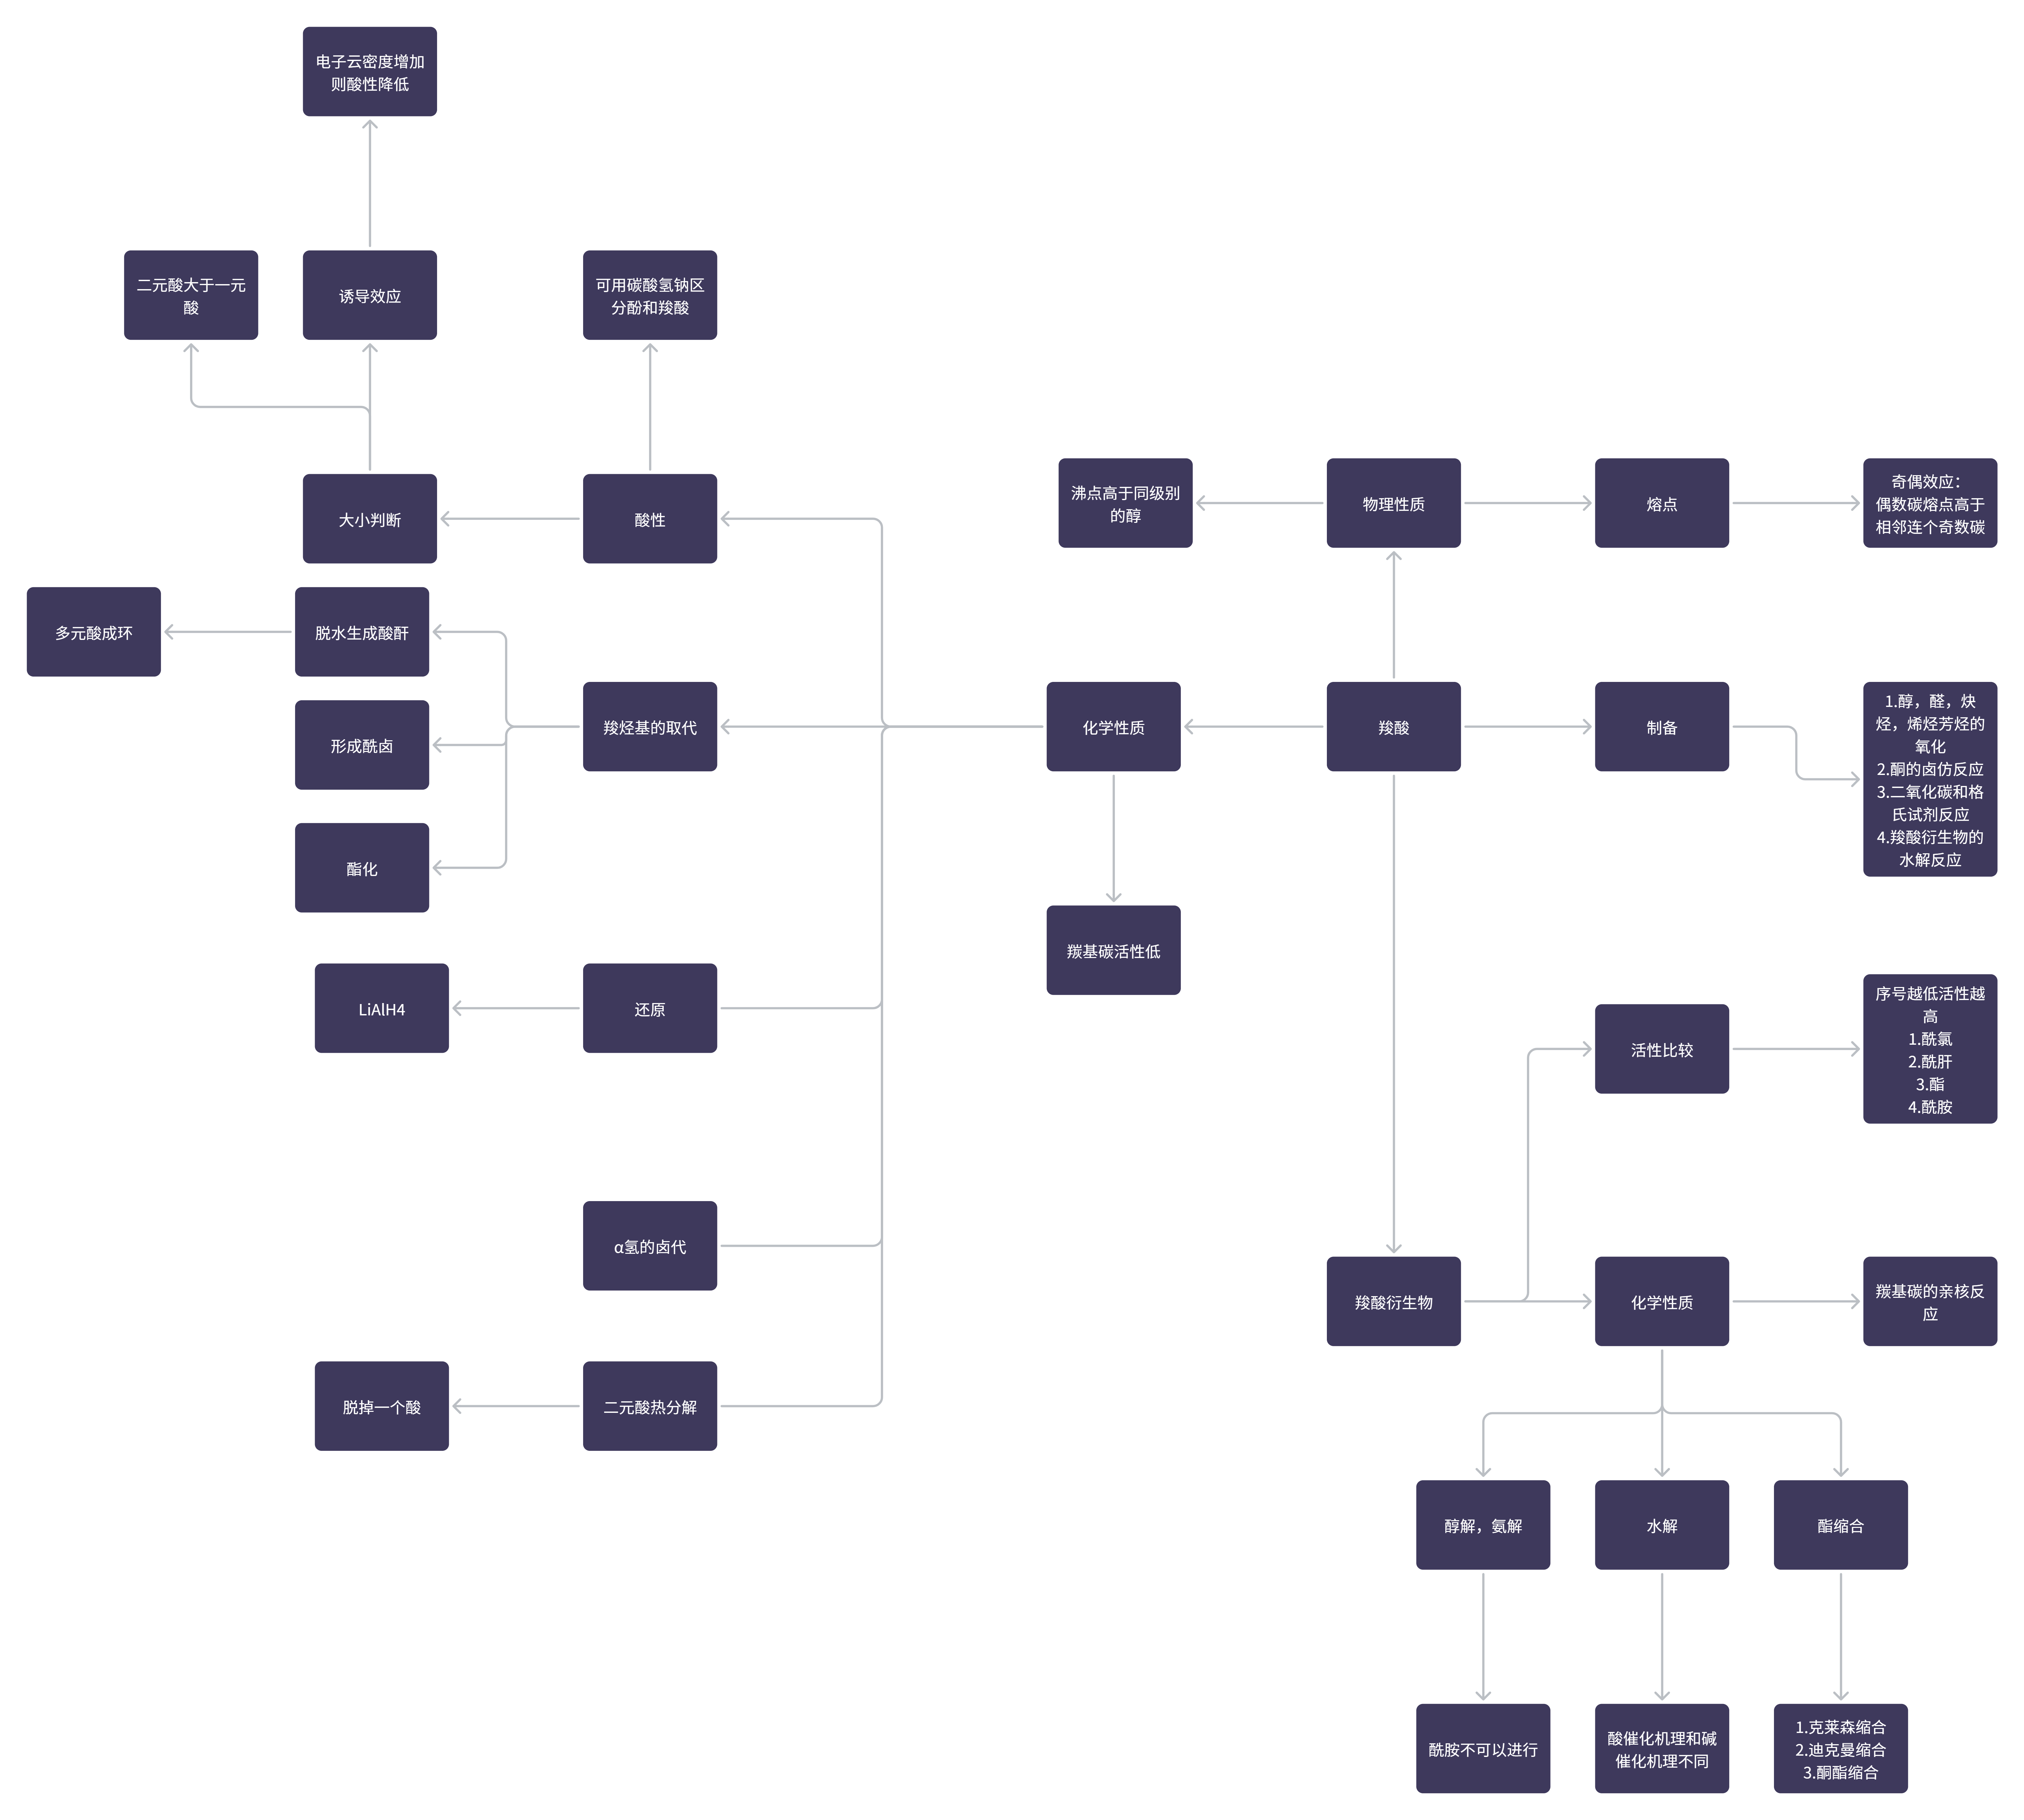 电子云密度增加
则酸性降低
二元酸大于一元
酸
诱导效应
可用碳酸氢钠区
分酚和羧酸
大小判断
酸性
沸点高于同级别
的醇
物理性质
熔点
奇偶效应：
偶数碳熔点高于
相邻连个奇数碳
多元酸成环
脱水生成酸酐
形成酰卤
酯化
羧烃基的取代
化学性质
羧酸
制备
1.醇，醛，炔
烃，烯烃芳烃的
氧化
2.酮的卤仿反应
3.二氧化碳和格
氏试剂反应
4.羧酸衍生物的
水解反应
羰基碳活性低
LiAlH4
还原
活性比较
序号越低活性越
高
1.酰氯
2.酰肝
3.酯
4.酰胺
α氢的卤代
羧酸衍生物
化学性质
羰基碳的亲核反
应
脱掉一个酸
二元酸热分解
醇解，氨解
水解
酯缩合
酰胺不可以进行
酸催化机理和碱
催化机理不同
1.克莱森缩合
2.迪克曼缩合
3.酮酯缩合